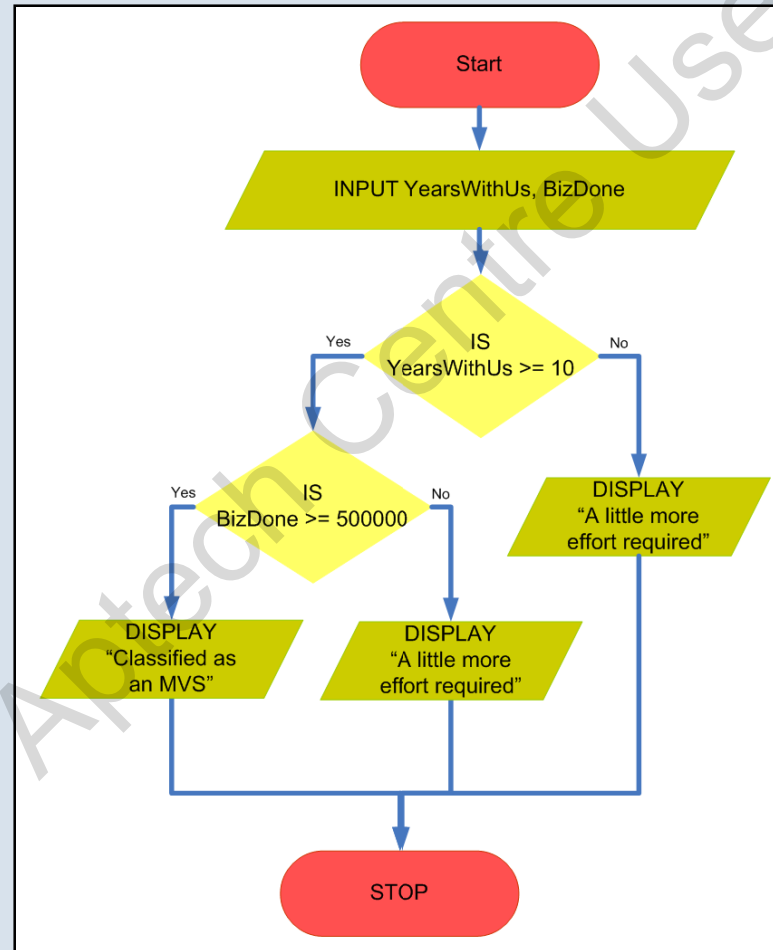 Start
INPUT YearsWithUs, BizDone
IS
YearsWithUs >= 10
Yes
No
IS
BizDone >= 500000
Yes
No
DISPLAY
“A little more
effort required”
DISPLAY
“Classified as
an MVS”
DISPLAY
“A little more
effort required”
STOP
Aptech Centre Use